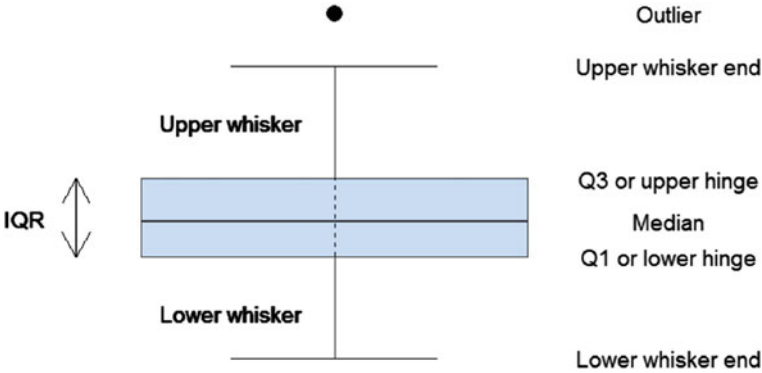 Outlier
Upper whisker end
Upper whisker
Q3 or upper hinge
IQR
Median
Q1 or lower hinge
Lower whisker
Lower whisker end